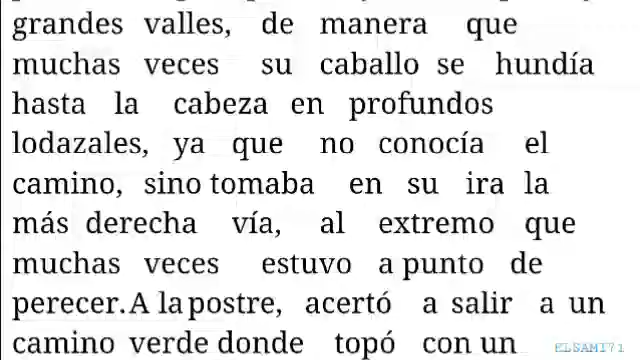 grandes valles, de manera que
muchas veces su caballo se hundía
hasta la cabeza en profundos
lodazales, ya que no conocía el
camino, sino tomaba en su ira la
más derecha vía, al extremo que
muchas veces estuvo a punto de
perecer. A la postre, acertó a salir a un
camino verde donde topó con un
ELSAMI71